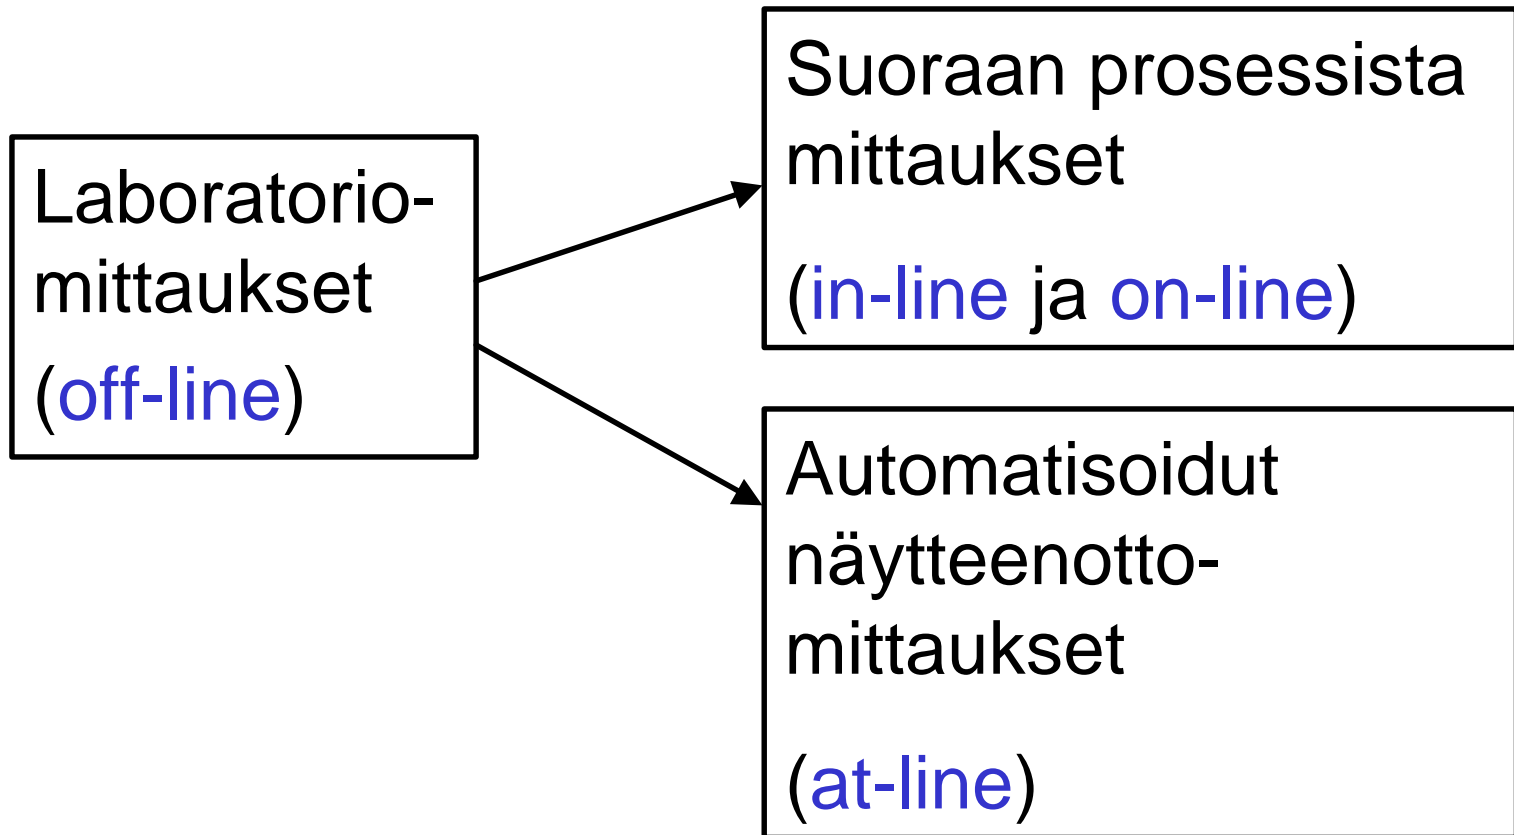 Laboratorio-
mittaukset
(off-line)
Suoraan prosessista
mittaukset
(in-line ja on-line)
Automatisoidut
näytteenotto-
mittaukset
(at-line)